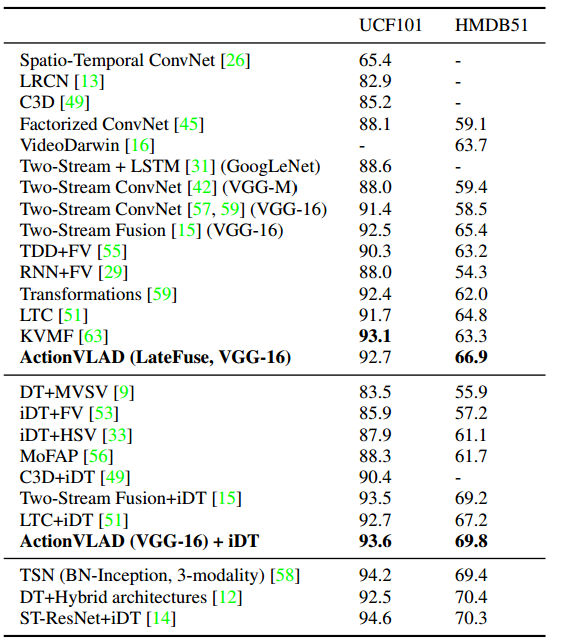 UCF101 HMDB51
Spatio-Temporal ConvNet [26] 65.4 -
LRCN [13] 82.9 -
C3D [49] 85.2 -
Factorized ConvNet [45] 88.1 59.1
VideoDarwin [16] - 63.7
Two-Stream + LSTM [31] (GoogLeNet) 88.6 -
Two-Stream ConvNet [42] (VGG-M) 88.0 59.4
Two-Stream ConvNet [57, 59] (VGG-16) 91.4 58.5
Two-Stream Fusion [15] (VGG-16) 92.5 65.4
TDD+FV [55] 90.3 63.2
RNN+FV [29] 88.0 54.3
Transformations [59] 92.4 62.0
LTC [51] 91.7 64.8
KVMF [63] 93.1 63.3
ActionVLAD (LateFuse, VGG-16) 92.7 66.9
DT+MVSV [9] 83.5 55.9
iDT+FV [53] 85.9 57.2
iDT+HSV [33] 87.9 61.1
MoFAP [56] 88.3 61.7
C3D+iDT [49] 90.4 -
Two-Stream Fusion+iDT [15] 93.5 69.2
LTC+iDT [51] 92.7 67.2
ActionVLAD (VGG-16) + iDT 93.6 69.8
TSN (BN-Inception, 3-modality) [58] 94.2 69.4
DT+Hybrid architectures [12] 92.5 70.4
ST-ResNet+iDT [14] 94.6 70.3